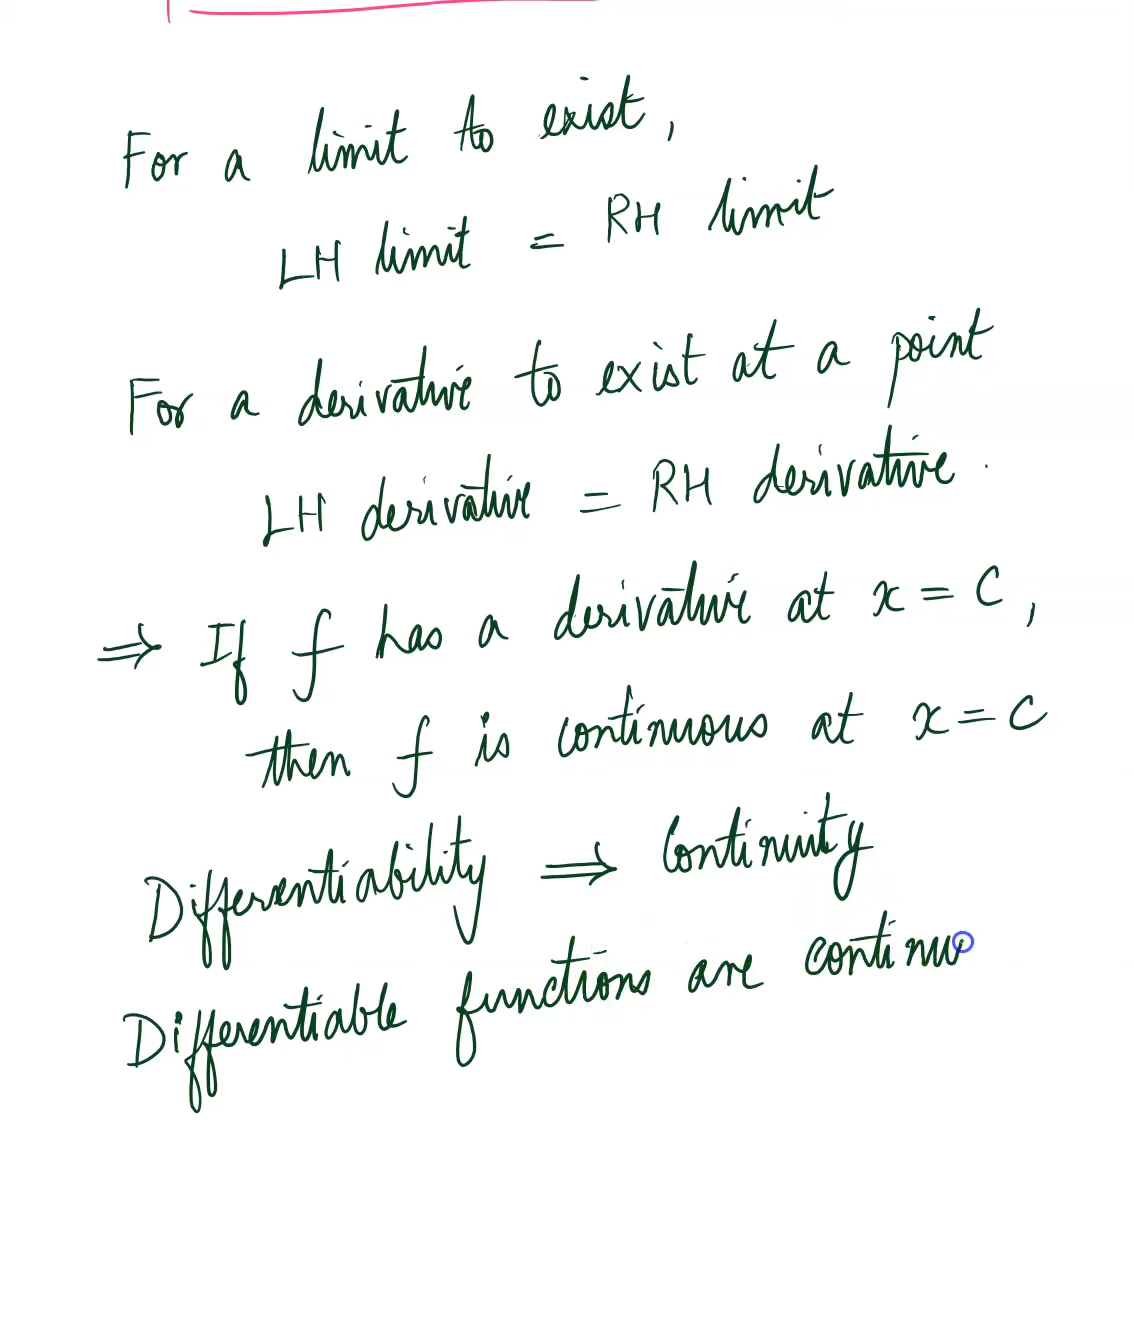 For a limit to exist,
LH limit = RH limit
For a derivative to exist at a point
LH derivative = RH derivative.
⇒ If f has a derivative at x = C,
then f is continuous at x = C
Differentiability ⇒ Continuity
Differentiable functions are continuo